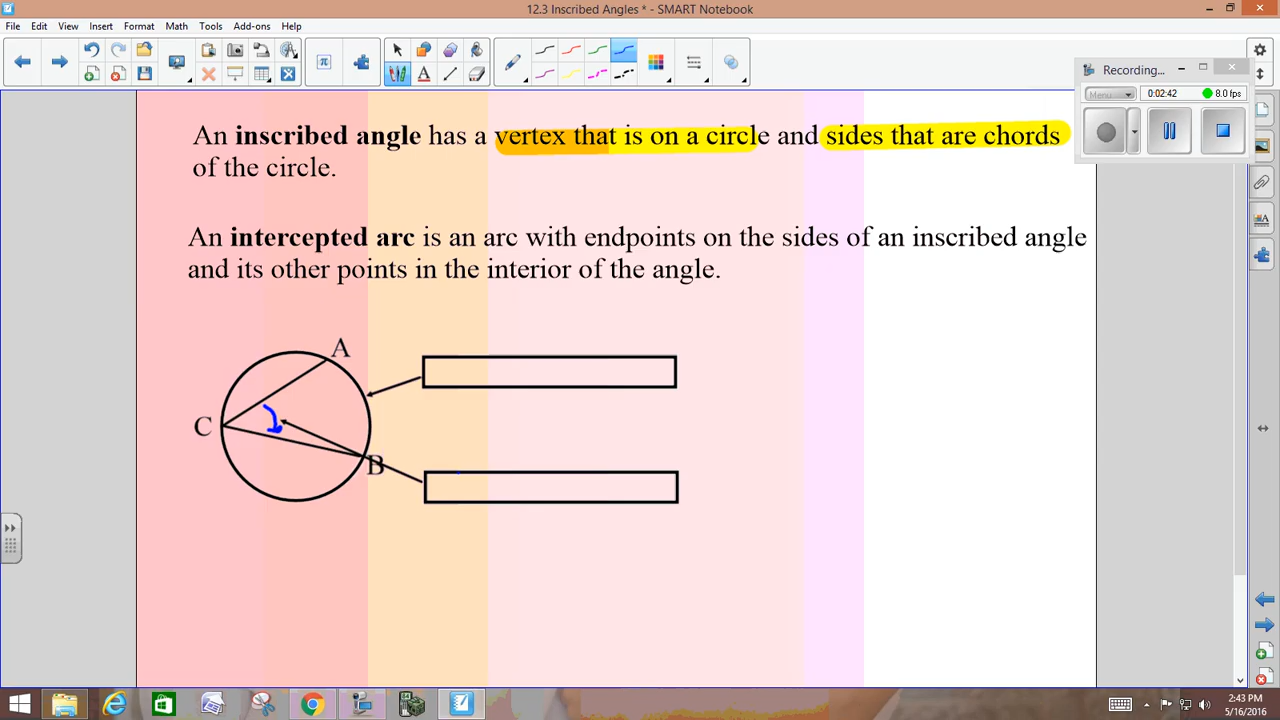 12.3 Inscribed Angles * - SMART Notebook
File Edit View Insert Format Math Tools Add-ons Help
Recording...
Menu 0:02:42 8.0 fps
An inscribed angle has a vertex that is on a circle and sides that are chords
of the circle.
An intercepted arc is an arc with endpoints on the sides of an inscribed angle
and its other points in the interior of the angle.
A
C
B
2:43 PM
5/16/2016